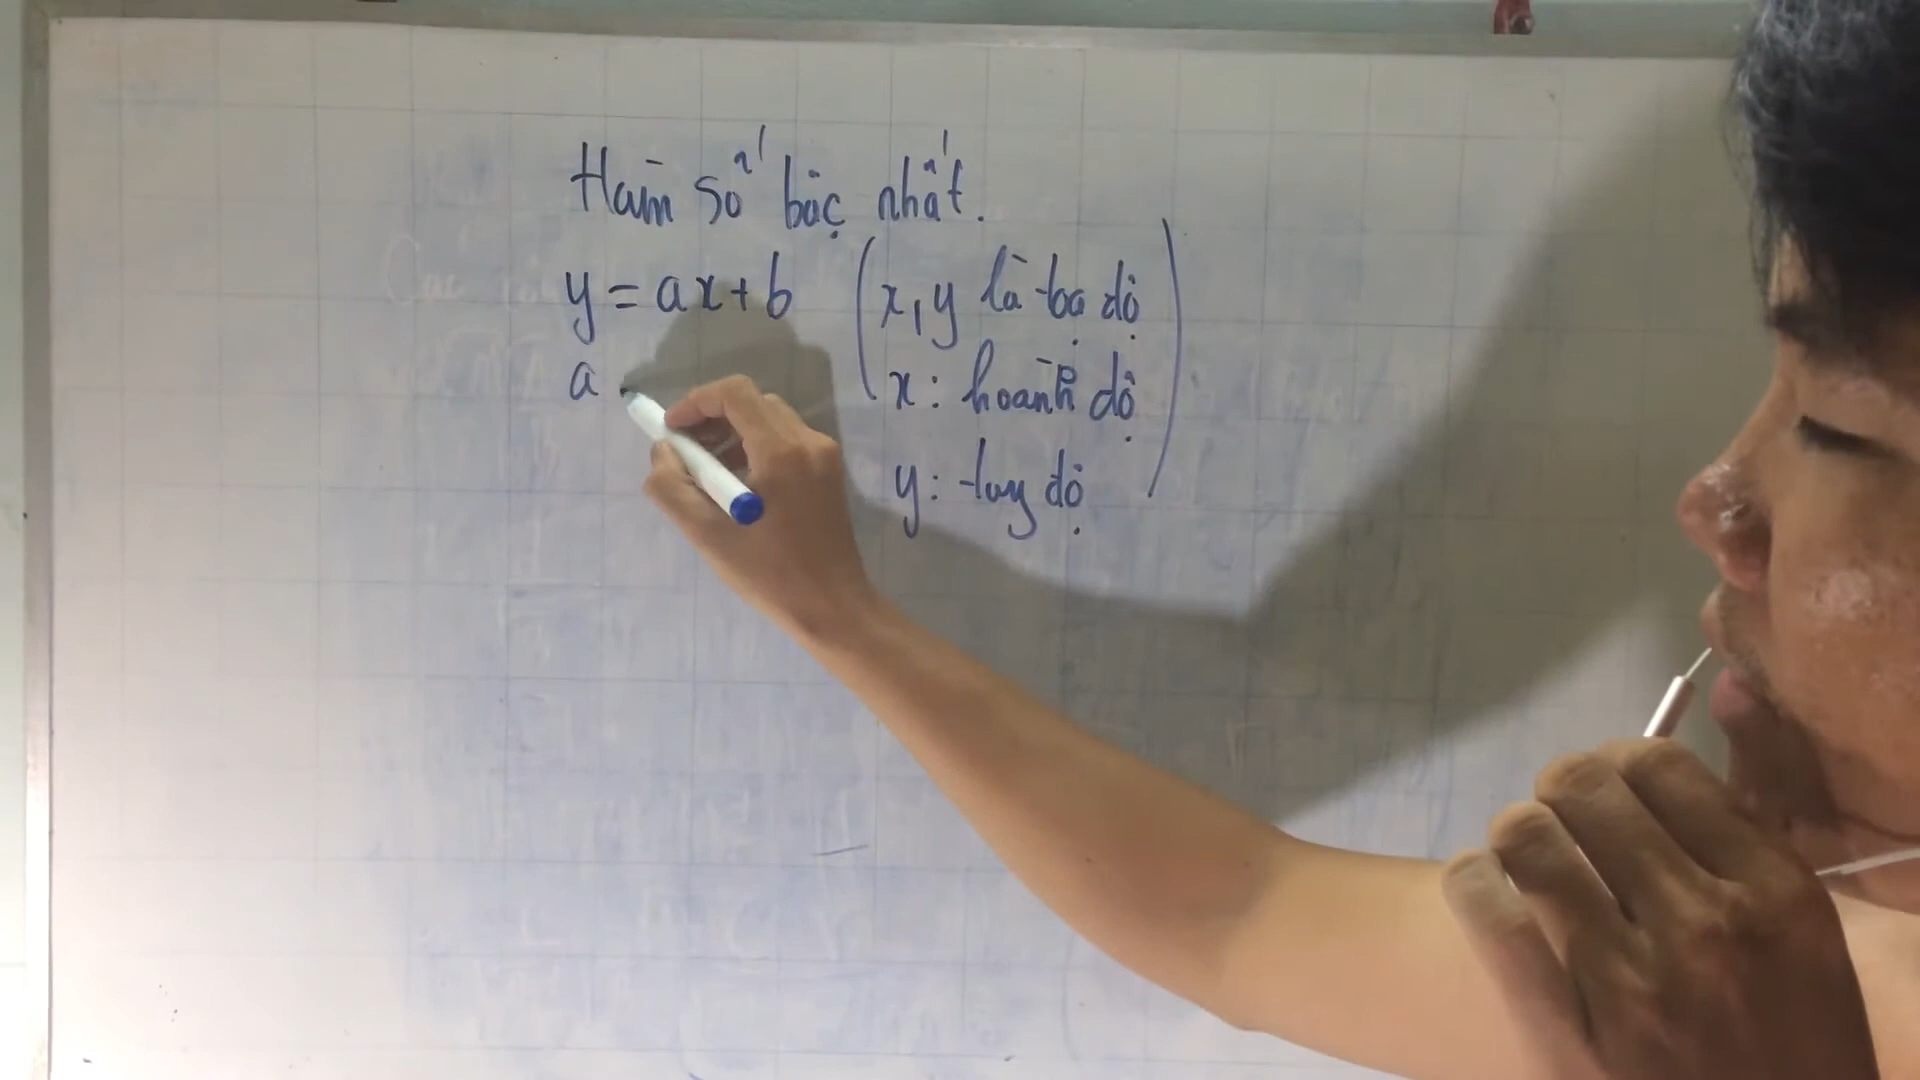 Hàm số bậc nhất.
y = ax + b (x, y là tọa độ
x: hoành độ
y: tung độ)
a